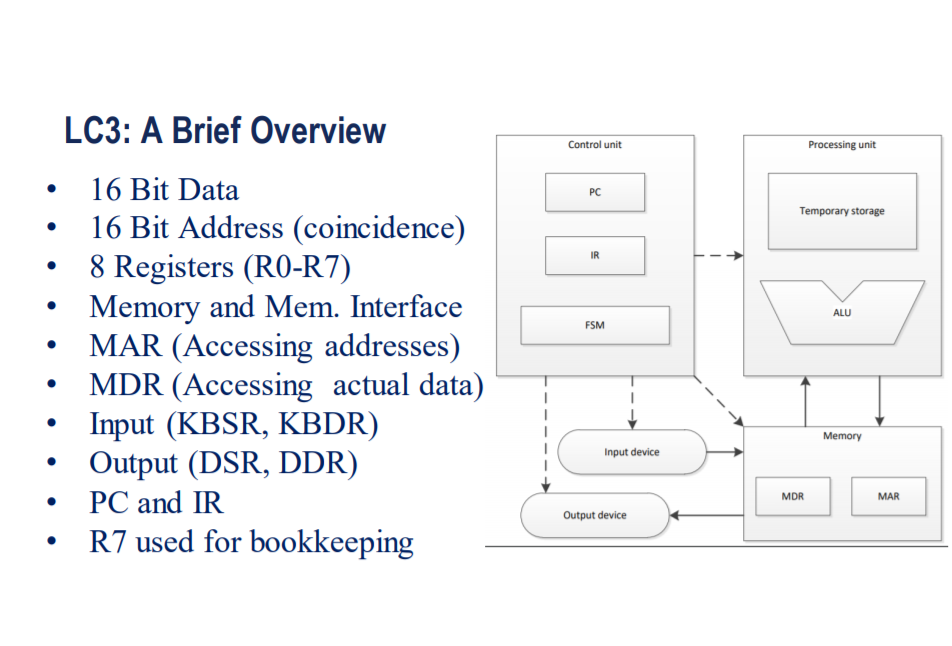 LC3: A Brief Overview
• 16 Bit Data
• 16 Bit Address (coincidence)
• 8 Registers (R0-R7)
• Memory and Mem. Interface
• MAR (Accessing addresses)
• MDR (Accessing actual data)
• Input (KBSR, KBDR)
• Output (DSR, DDR)
• PC and IR
• R7 used for bookkeeping
Control unit
PC
IR
FSM
Processing unit
Temporary storage
ALU
Input device
Output device
Memory
MDR
MAR